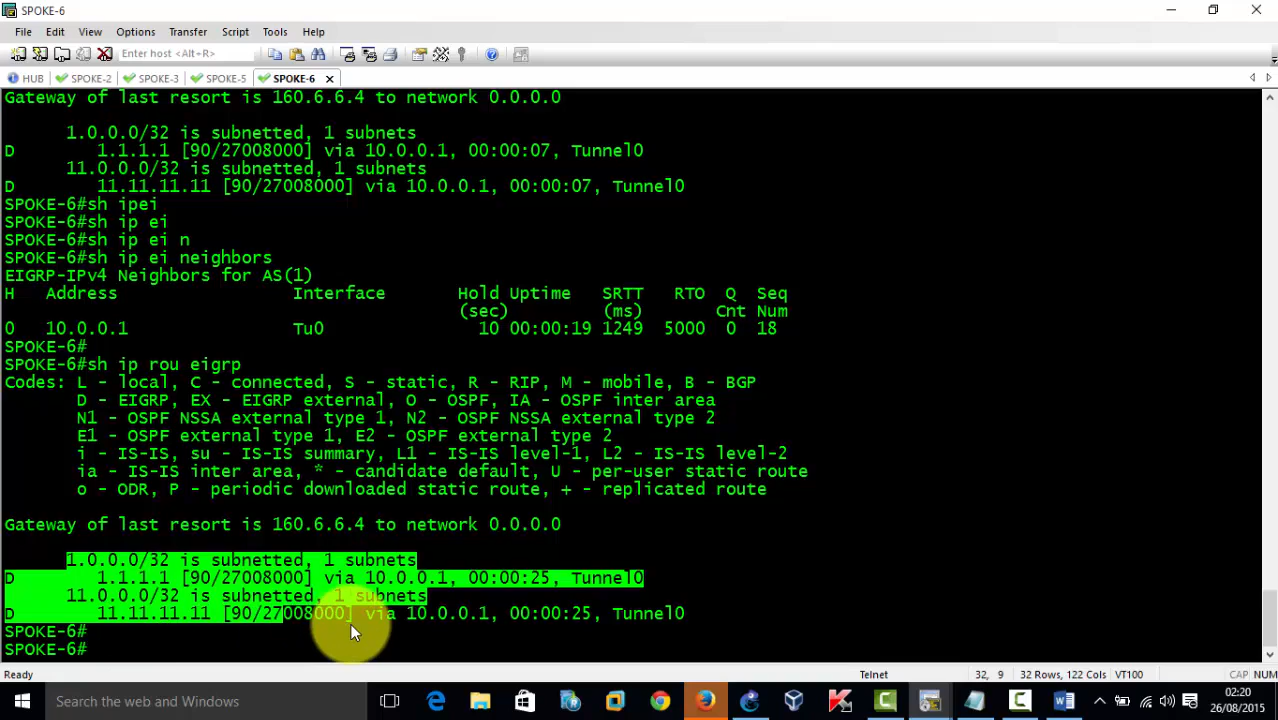 SPOKE-6
File Edit View Options Transfer Script Tools Help
Enter host <Alt+R>
HUB SPOKE-2 SPOKE-3 SPOKE-5 SPOKE-6
Gateway of last resort is 160.6.6.4 to network 0.0.0.0
1.0.0.0/32 is subnetted, 1 subnets
D 1.1.1.1 [90/27008000] via 10.0.0.1, 00:00:07, Tunnel0
11.0.0.0/32 is subnetted, 1 subnets
D 11.11.11.11 [90/27008000] via 10.0.0.1, 00:00:07, Tunnel0
SPOKE-6#sh ipei
SPOKE-6#sh ip ei
SPOKE-6#sh ip ei n
SPOKE-6#sh ip ei neighbors
EIGRP-IPv4 Neighbors for AS(1)
H Address Interface Hold Uptime SRTT RTO Q Seq
(sec) (ms) Cnt Num
0 10.0.0.1 Tu0 10 00:00:19 1249 5000 0 18
SPOKE-6#
SPOKE-6#sh ip rou eigrp
Codes: L - local, C - connected, S - static, R - RIP, M - mobile, B - BGP
D - EIGRP, EX - EIGRP external, O - OSPF, IA - OSPF inter area
N1 - OSPF NSSA external type 1, N2 - OSPF NSSA external type 2
E1 - OSPF external type 1, E2 - OSPF external type 2
i - IS-IS, su - IS-IS summary, L1 - IS-IS level-1, L2 - IS-IS level-2
ia - IS-IS inter area, * - candidate default, U - per-user static route
o - ODR, P - periodic downloaded static route, + - replicated route
Gateway of last resort is 160.6.6.4 to network 0.0.0.0
1.0.0.0/32 is subnetted, 1 subnets
D 1.1.1.1 [90/27008000] via 10.0.0.1, 00:00:25, Tunnel0
11.0.0.0/32 is subnetted, 1 subnets
D 11.11.11.11 [90/27008000] via 10.0.0.1, 00:00:25, Tunnel0
SPOKE-6#
SPOKE-6#
Ready Telnet 32, 9 32 Rows, 122 Cols VT100 CAP NUM
Search the web and Windows
02:20
26/08/2015